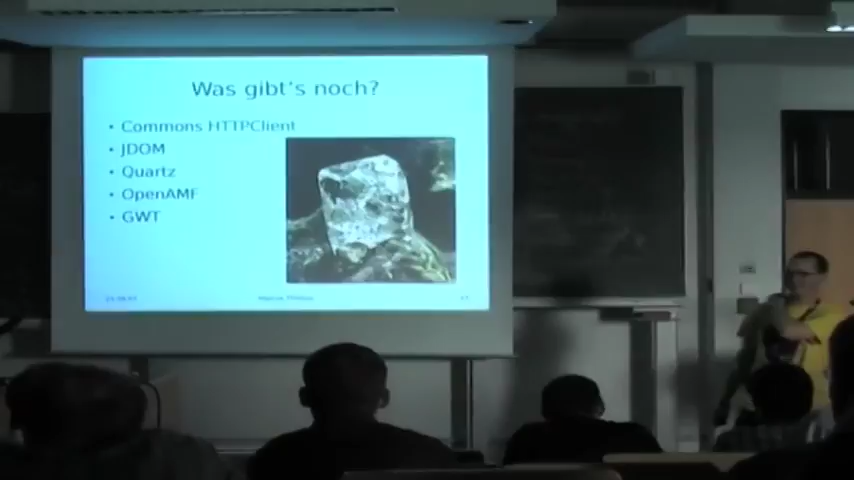 Was gibt's noch?
• Commons HTTPClient
• JDOM
• Quartz
• OpenAMF
• GWT